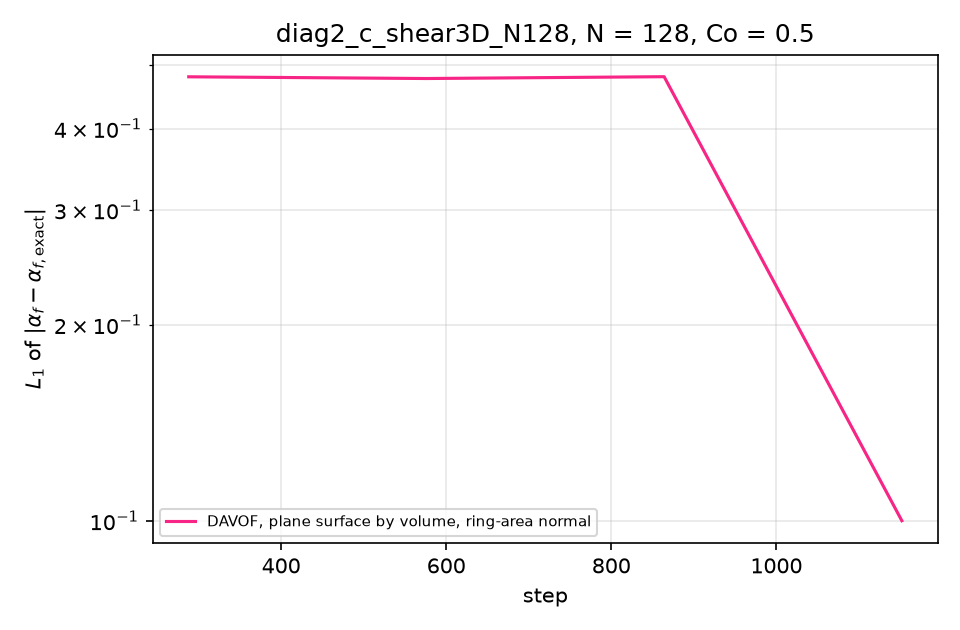 diag2_c_shear3D_N128, N = 128, Co = 0.5
L₁ of |α_f − α_{f, exact}|
4 × 10⁻¹
3 × 10⁻¹
2 × 10⁻¹
10⁻¹
DAVOF, plane surface by volume, ring-area normal
400 600 800 1000
step